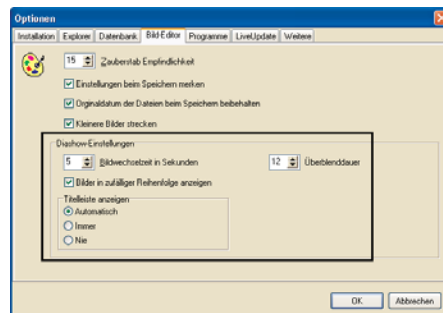 Optionen
Installation Explorer Datenbank Bild-Editor Programme LiveUpdate Weitere
15 Zauberstab Empfindlichkeit
Einstellungen beim Speichern merken
Orginaldatum der Dateien beim Speichern beibehalten
Kleinere Bilder strecken
Diashow-Einstellungen
5 Bildwechselzeit in Sekunden 12 Überblenddauer
Bilder in zufälliger Reihenfolge anzeigen
Titelleiste anzeigen
Automatisch
Immer
Nie
OK Abbrechen